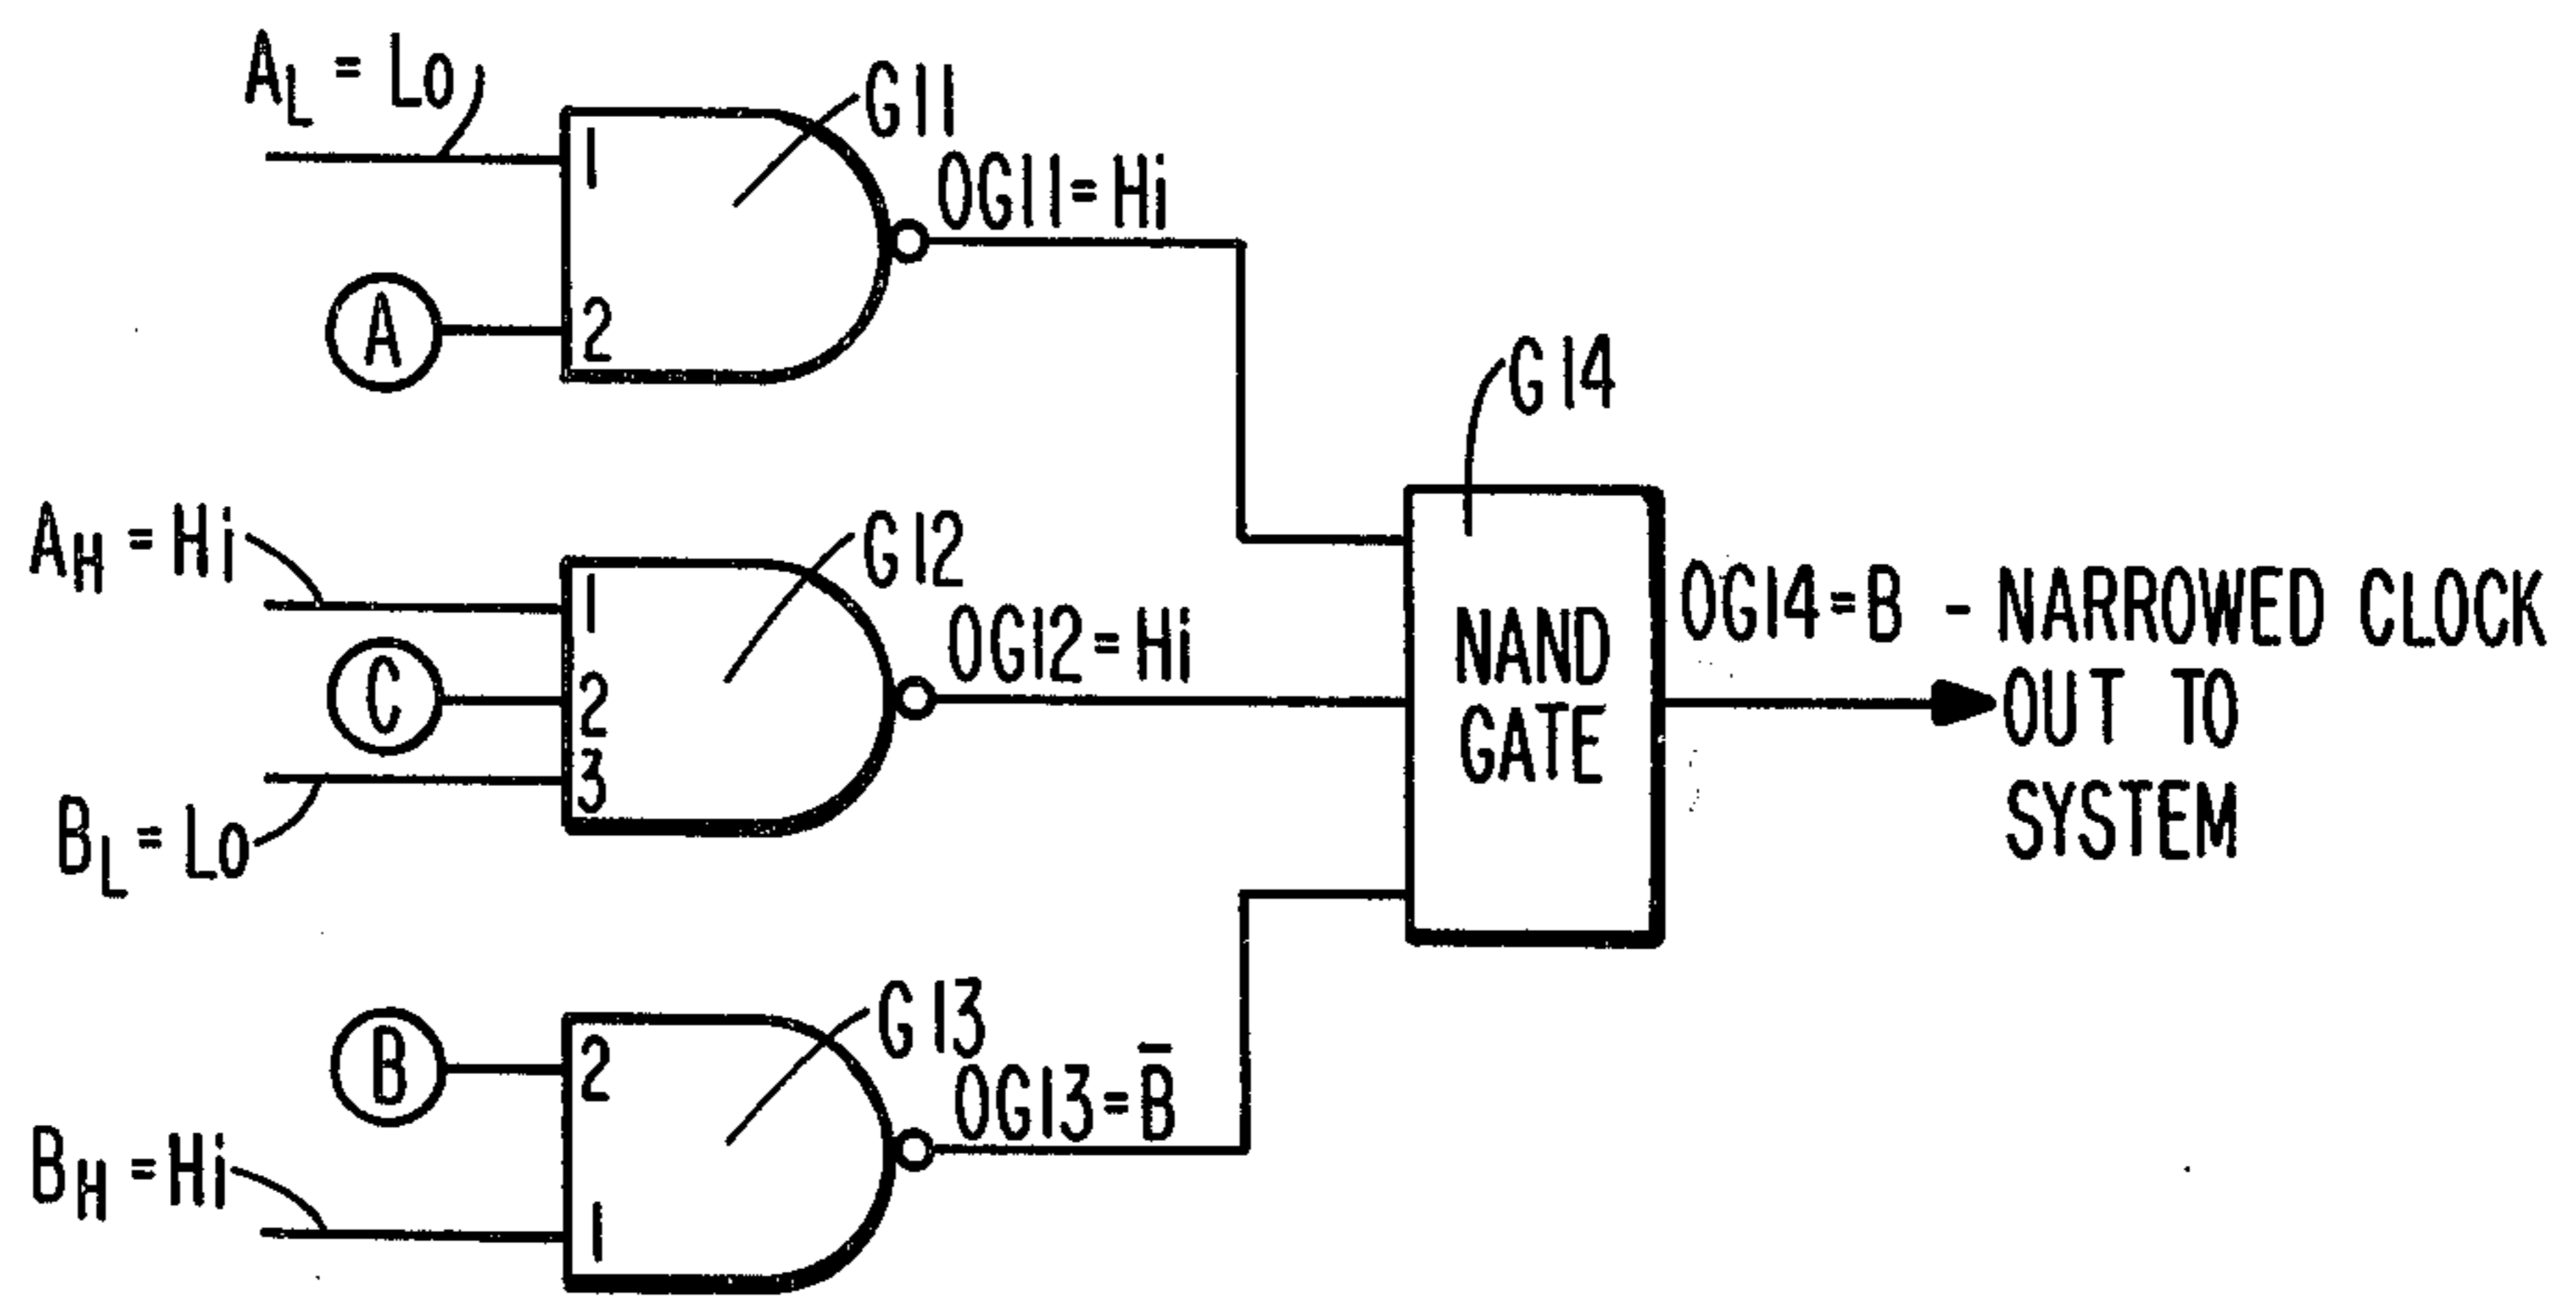 A_L = Lo
1
G11
OG11=Hi
A
2
G14
A_H = Hi
1
G12
OG12=Hi
C
2
3
B_L = Lo
NAND
GATE
OG14=B - NARROWED CLOCK
OUT TO
SYSTEM
B
2
G13
OG13=B̅
B_H = Hi
1